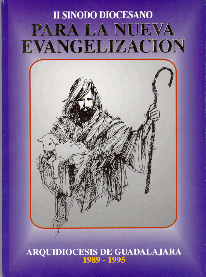 II SINODO DIOCESANO
PARA LA NUEVA
EVANGELIZACION
ARQUIDIOCESIS DE GUADALAJARA
1989 - 1995